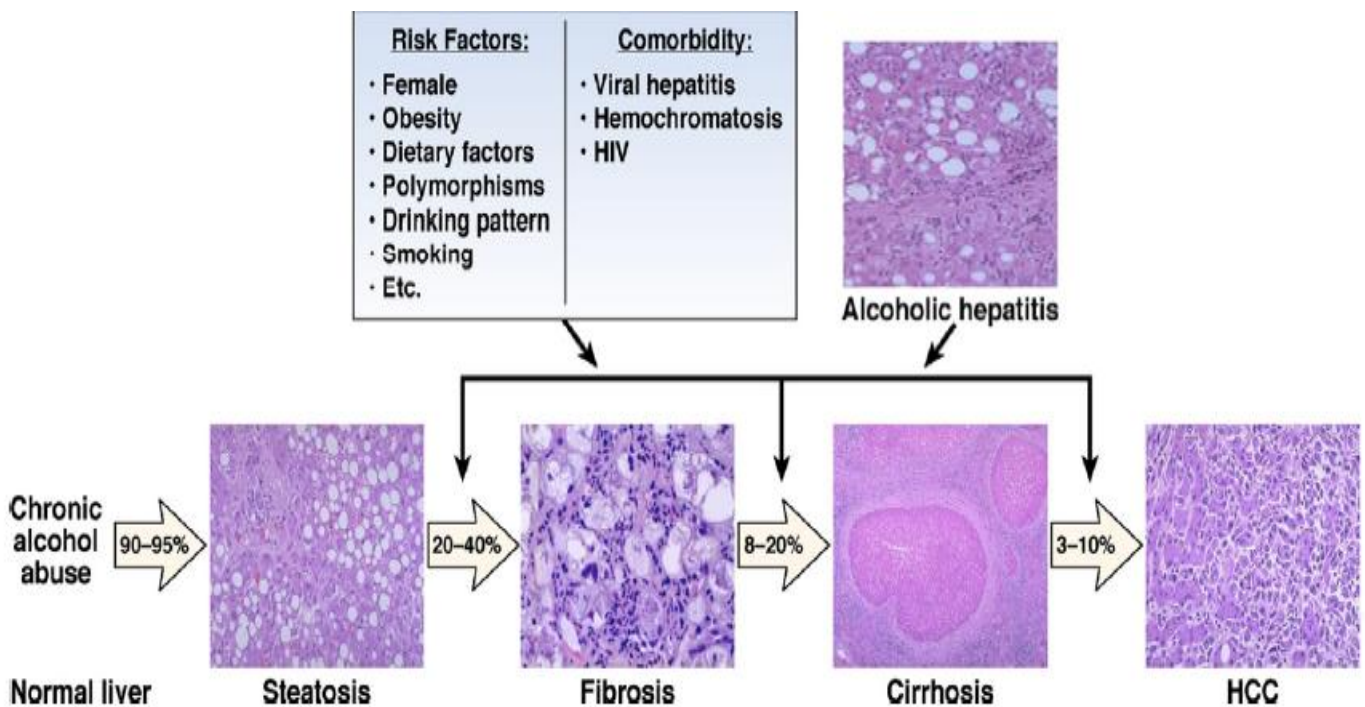 Risk Factors:
· Female
· Obesity
· Dietary factors
· Polymorphisms
· Drinking pattern
· Smoking
· Etc.
Comorbidity:
· Viral hepatitis
· Hemochromatosis
· HIV
Alcoholic hepatitis
Chronic
alcohol
abuse
90–95%
20–40%
8–20%
3–10%
Normal liver
Steatosis
Fibrosis
Cirrhosis
HCC